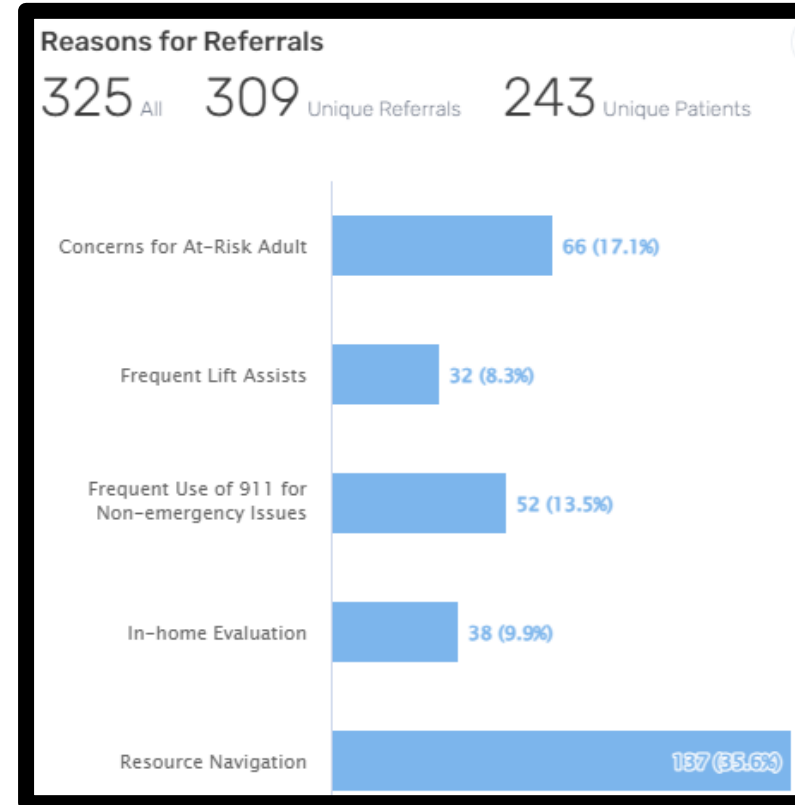 Reasons for Referrals
325 All 309 Unique Referrals 243 Unique Patients
Concerns for At-Risk Adult 66 (17.1%)
Frequent Lift Assists 32 (8.3%)
Frequent Use of 911 for
Non-emergency Issues 52 (13.5%)
In-home Evaluation 38 (9.9%)
Resource Navigation 137 (35.6%)